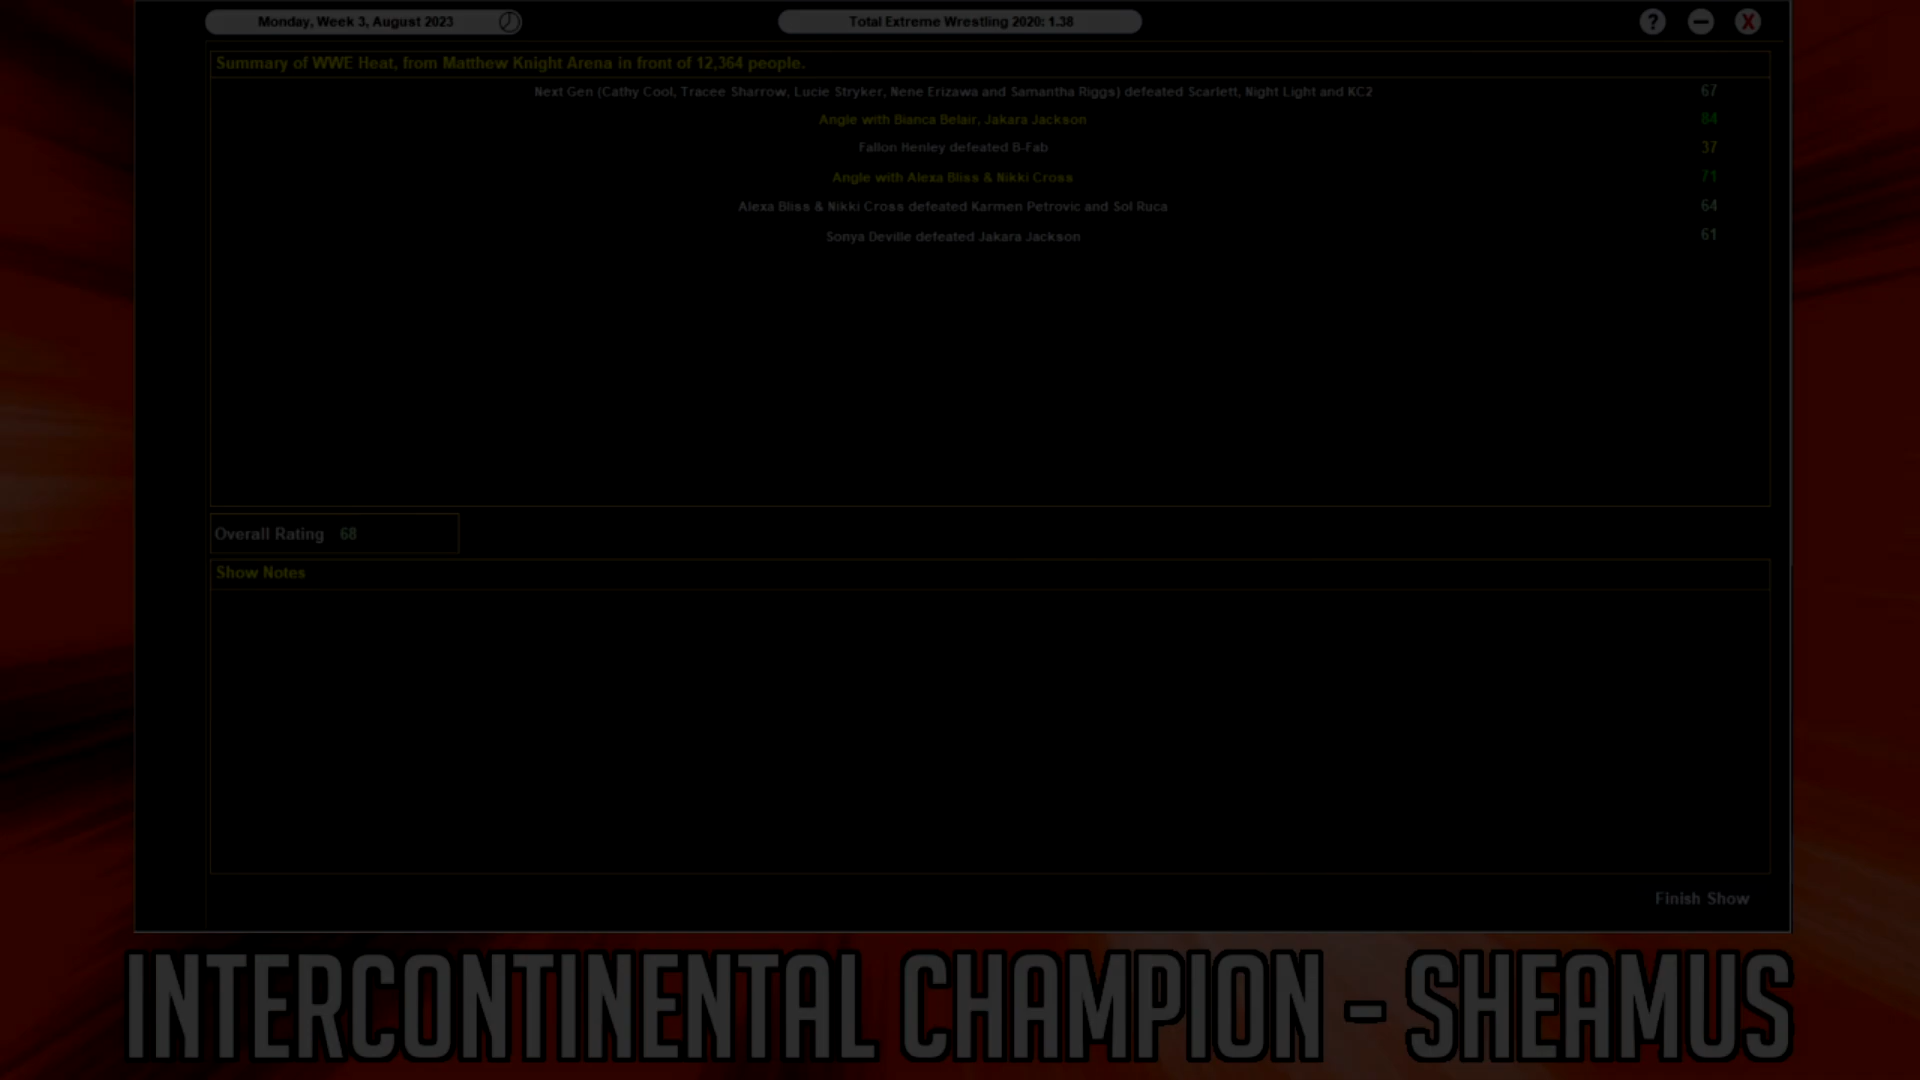 Monday, Week 3, August 2023
Total Extreme Wrestling 2020: 1.38
? X
Summary of WWE Heat, from Matthew Knight Arena in front of 12,364 people.
Next Gen (Cathy Cool, Tracee Sharrow, Lucie Stryker, Nene Erizawa and Samantha Riggs) defeated Scarlett, Night Light and KC2 67
Angle with Bianca Belair, Jakara Jackson 84
Fallon Henley defeated B-Fab 37
Angle with Alexa Bliss & Nikki Cross 71
Alexa Bliss & Nikki Cross defeated Karmen Petrovic and Sol Ruca 64
Sonya Deville defeated Jakara Jackson 61
Overall Rating 68
Show Notes
Finish Show
INTERCONTINENTAL CHAMPION - SHEAMUS